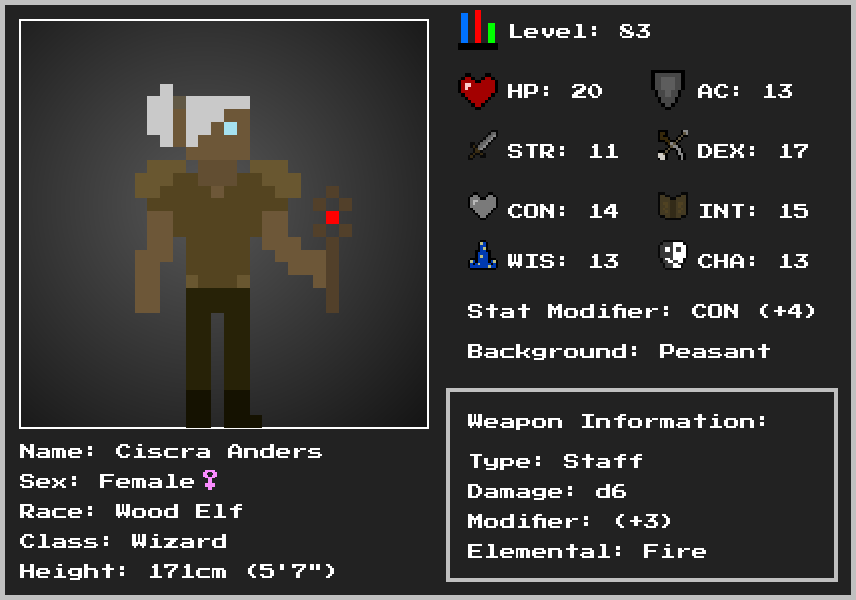 Level: 83
HP: 20
AC: 13
STR: 11
DEX: 17
CON: 14
INT: 15
WIS: 13
CHA: 13
Stat Modifier: CON (+4)
Background: Peasant
Weapon Information:
Type: Staff
Damage: d6
Modifier: (+3)
Elemental: Fire
Name: Ciscra Anders
Sex: Female♀
Race: Wood Elf
Class: Wizard
Height: 171cm (5'7")